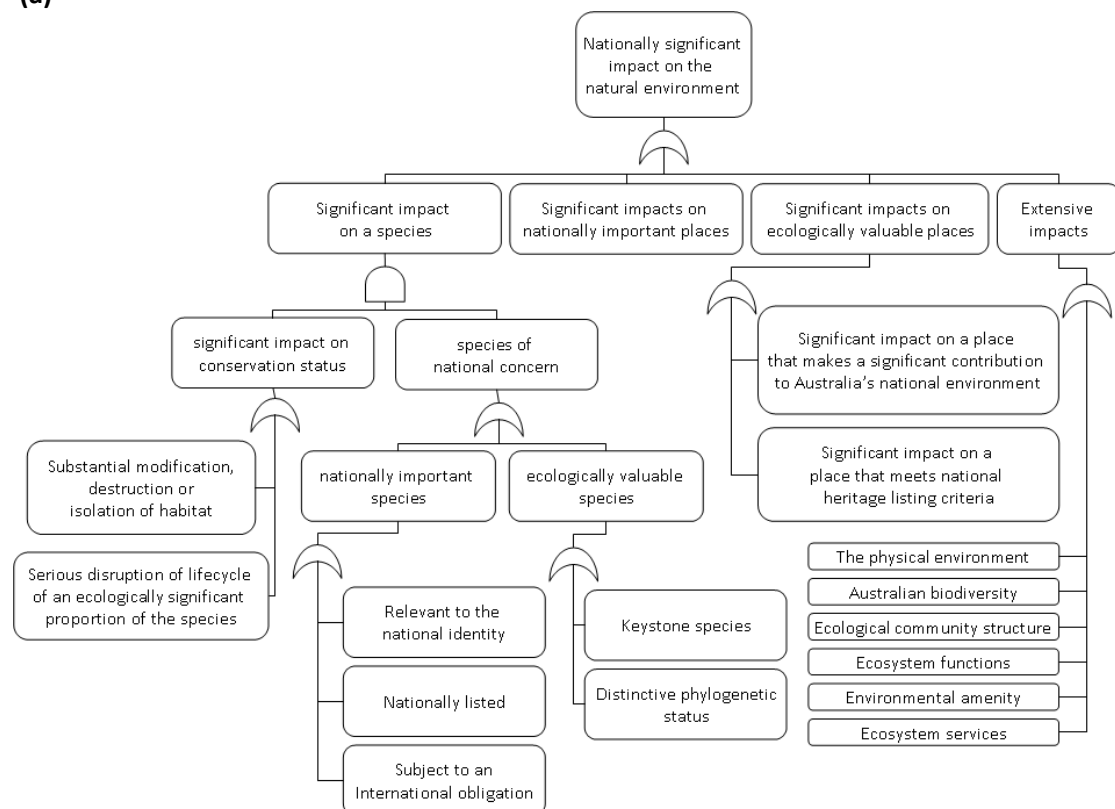 (a)
Nationally significant
impact on the
natural environment
Significant impact
on a species
Significant impacts on
nationally important places
Significant impacts on
ecologically valuable places
Extensive
impacts
significant impact on
conservation status
species of
national concern
Significant impact on a place
that makes a significant contribution
to Australia's national environment
Substantial modification,
destruction or
isolation of habitat
nationally important
species
ecologically valuable
species
Significant impact on a
place that meets national
heritage listing criteria
Serious disruption of lifecycle
of an ecologically significant
proportion of the species
Relevant to the
national identity
Nationally listed
Subject to an
International obligation
Keystone species
Distinctive phylogenetic
status
The physical environment
Australian biodiversity
Ecological community structure
Ecosystem functions
Environmental amenity
Ecosystem services